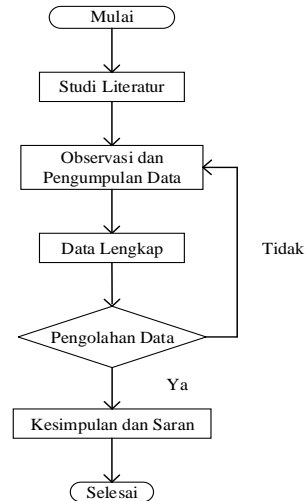 Mulai
Studi Literatur
Observasi dan
Pengumpulan Data
Data Lengkap
Tidak
Pengolahan Data
Ya
Kesimpulan dan Saran
Selesai